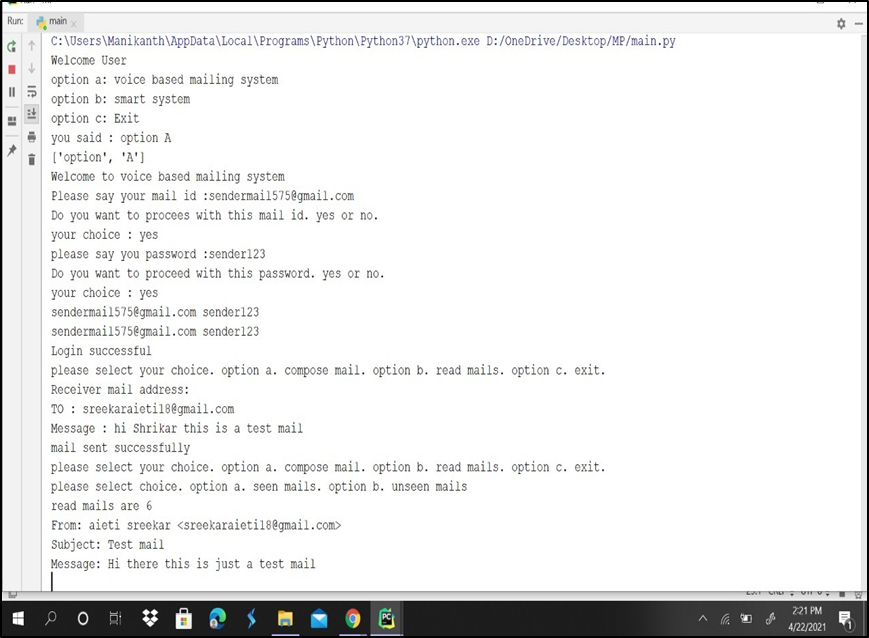 Run: main
C:\Users\Manikanth\AppData\Local\Programs\Python\Python37\python.exe D:/OneDrive/Desktop/MP/main.py
Welcome User
option a: voice based mailing system
option b: smart system
option c: Exit
you said : option A
['option', 'A']
Welcome to voice based mailing system
Please say your mail id :sendermail575@gmail.com
Do you want to procees with this mail id. yes or no.
your choice : yes
please say you password :sender123
Do you want to proceed with this password. yes or no.
your choice : yes
sendermail575@gmail.com sender123
sendermail575@gmail.com sender123
Login successful
please select your choice. option a. compose mail. option b. read mails. option c. exit.
Receiver mail address:
TO : sreekaraieti18@gmail.com
Message : hi Shrikar this is a test mail
mail sent successfully
please select your choice. option a. compose mail. option b. read mails. option c. exit.
please select choice. option a. seen mails. option b. unseen mails
read mails are 6
From: aieti sreekar <sreekaraieti18@gmail.com>
Subject: Test mail
Message: Hi there this is just a test mail
PC
2:21 PM
4/22/2021
1